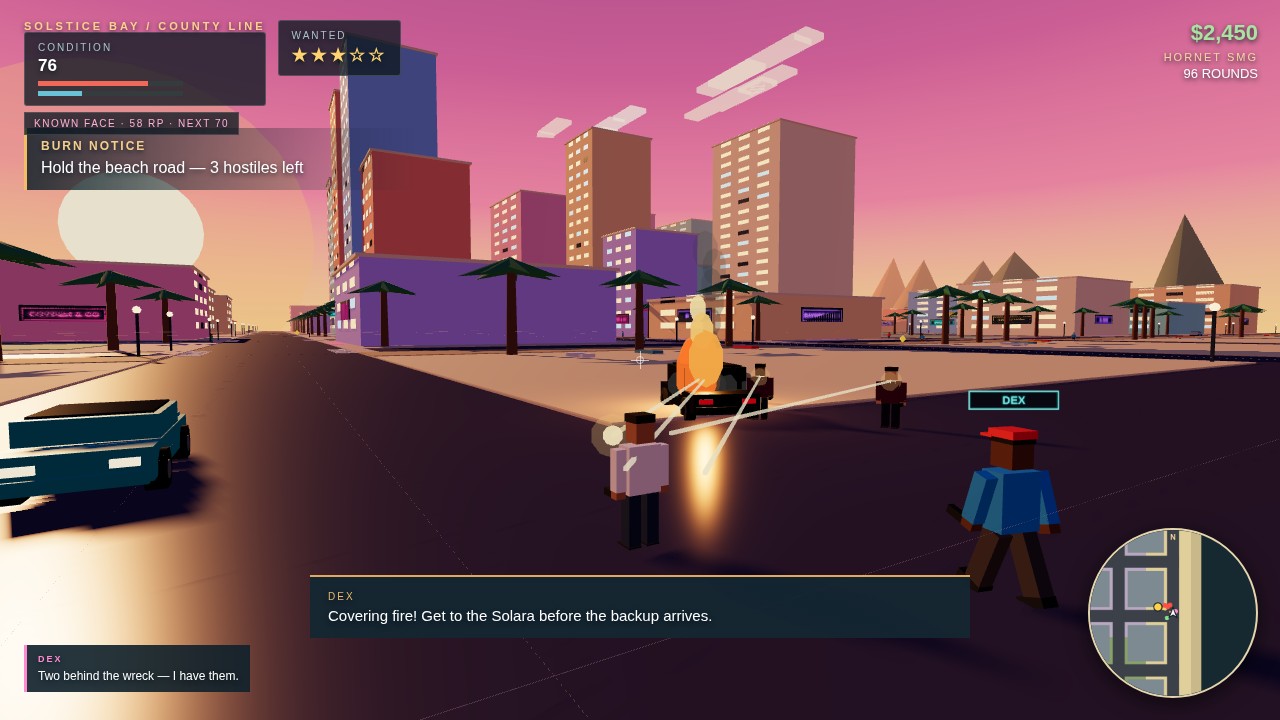 SOLSTICE BAY / COUNTY LINE
CONDITION
76
WANTED
★★★☆☆
$2,450
HORNET SMG
96 ROUNDS
KNOWN FACE · 58 RP · NEXT 70
BURN NOTICE
Hold the beach road — 3 hostiles left
DEX
N
DEX
Covering fire! Get to the Solara before the backup arrives.
DEX
Two behind the wreck — I have them.